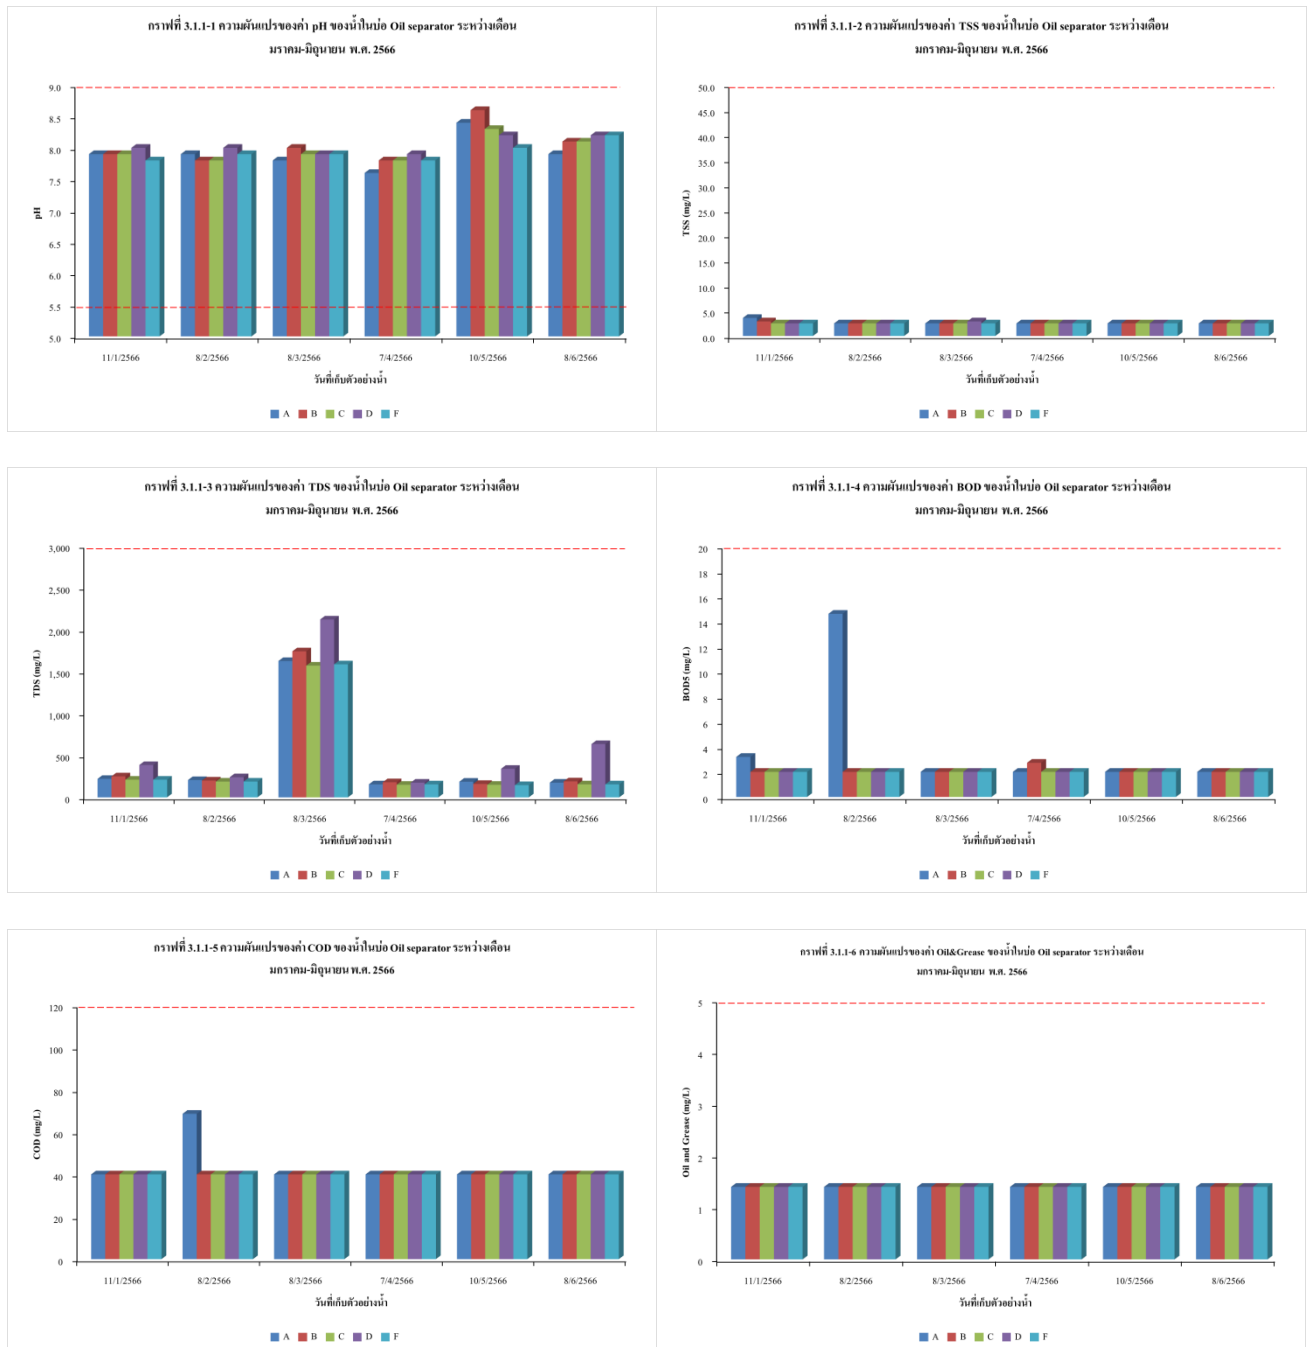 กราฟที่ 3.1.1-1 ความผันแปรของค่า pH ของน้ำในบ่อ Oil separator ระหว่างเดือน
มราคม-มิถุนายน พ.ศ. 2566
pH
9.0
8.5
8.0
7.5
7.0
6.5
6.0
5.5
5.0
11/1/2566 8/2/2566 8/3/2566 7/4/2566 10/5/2566 8/6/2566
วันที่เก็บตัวอย่างน้ำ
A B C D F
กราฟที่ 3.1.1-2 ความผันแปรของค่า TSS ของน้ำในบ่อ Oil separator ระหว่างเดือน
มกราคม-มิถุนายน พ.ศ. 2566
TSS (mg/L)
50.0
45.0
40.0
35.0
30.0
25.0
20.0
15.0
10.0
5.0
0.0
11/1/2566 8/2/2566 8/3/2566 7/4/2566 10/5/2566 8/6/2566
วันที่เก็บตัวอย่างน้ำ
A B C D F
กราฟที่ 3.1.1-3 ความผันแปรของค่า TDS ของน้ำในบ่อ Oil separator ระหว่างเดือน
มกราคม-มิถุนายน พ.ศ. 2566
TDS (mg/L)
3,000
2,500
2,000
1,500
1,000
500
0
11/1/2566 8/2/2566 8/3/2566 7/4/2566 10/5/2566 8/6/2566
วันที่เก็บตัวอย่างน้ำ
A B C D F
กราฟที่ 3.1.1-4 ความผันแปรของค่า BOD ของน้ำในบ่อ Oil separator ระหว่างเดือน
มกราคม-มิถุนายน พ.ศ. 2566
BOD5 (mg/L)
20
18
16
14
12
10
8
6
4
2
0
11/1/2566 8/2/2566 8/3/2566 7/4/2566 10/5/2566 8/6/2566
วันที่เก็บตัวอย่างน้ำ
A B C D F
กราฟที่ 3.1.1-5 ความผันแปรของค่า COD ของน้ำในบ่อ Oil separator ระหว่างเดือน
มกราคม-มิถุนายน พ.ศ. 2566
COD (mg/L)
120
100
80
60
40
20
0
11/1/2566 8/2/2566 8/3/2566 7/4/2566 10/5/2566 8/6/2566
วันที่เก็บตัวอย่างน้ำ
A B C D F
กราฟที่ 3.1.1-6 ความผันแปรของค่า Oil&Grease ของน้ำในบ่อ Oil separator ระหว่างเดือน
มกราคม-มิถุนายน พ.ศ. 2566
Oil and Grease (mg/L)
5
4
3
2
1
0
11/1/2566 8/2/2566 8/3/2566 7/4/2566 10/5/2566 8/6/2566
วันที่เก็บตัวอย่างน้ำ
A B C D F